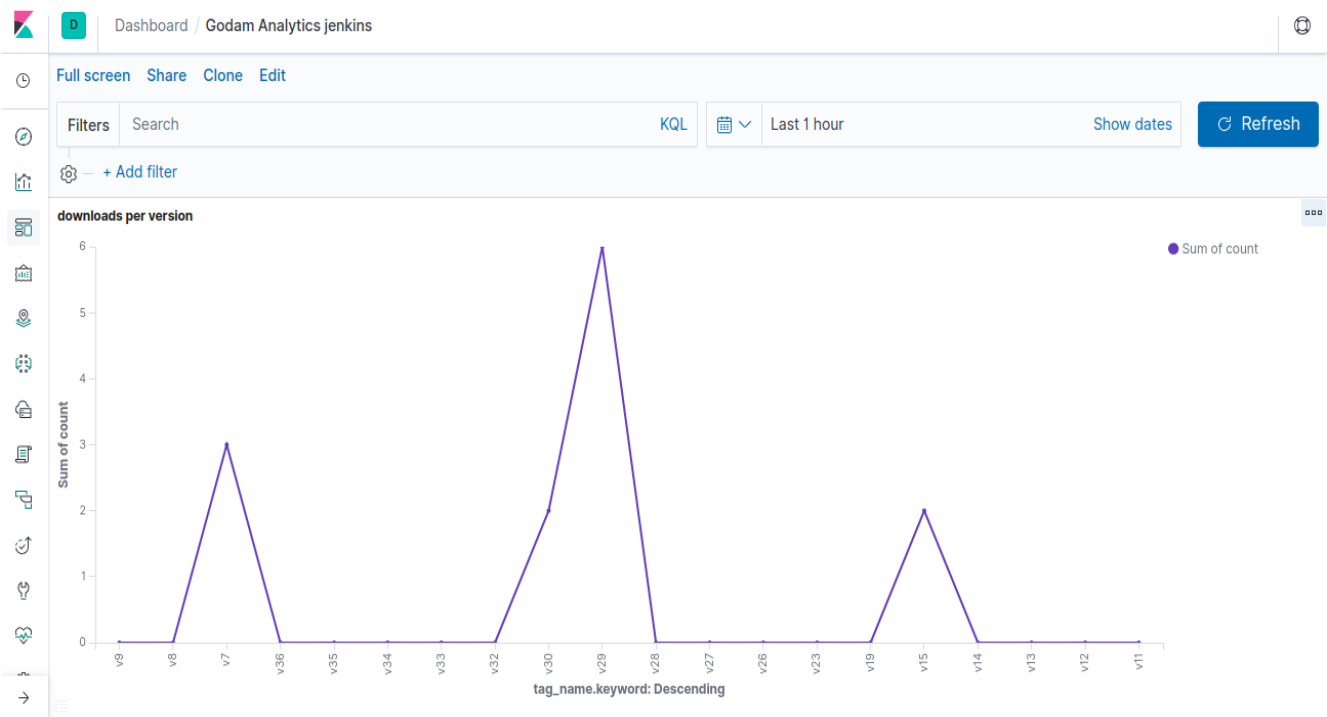 D Dashboard / Godam Analytics jenkins
Full screen Share Clone Edit
Filters Search KQL Last 1 hour Show dates Refresh
+ Add filter
downloads per version
Sum of count
6
5
4
3
2
1
0
Sum of count
v9 v8 v7 v36 v35 v34 v33 v32 v30 v29 v28 v27 v26 v23 v19 v15 v14 v13 v12 v11
tag_name.keyword: Descending